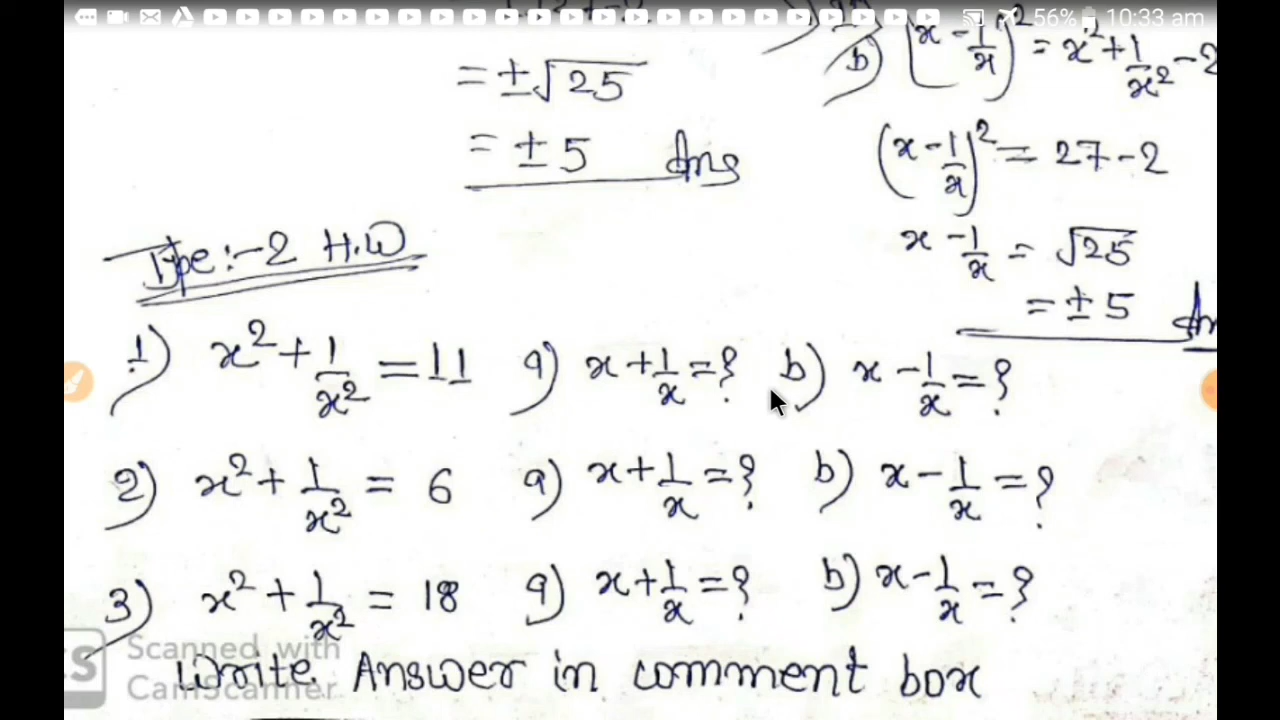 56% 10:33 am
= ±√25
= ±5 Ans
b) (x - 1/x)² = x² + 1/x² - 2
(x - 1/x)² = 27 - 2
x - 1/x = √25
= ±5
Type:-2 H.W
1) x² + 1/x² = 11 a) x + 1/x = ? b) x - 1/x = ?
2) x² + 1/x² = 6 a) x + 1/x = ? b) x - 1/x = ?
3) x² + 1/x² = 18 a) x + 1/x = ? b) x - 1/x = ?
Write Answer in comment box
CS Scanned with
CamScanner